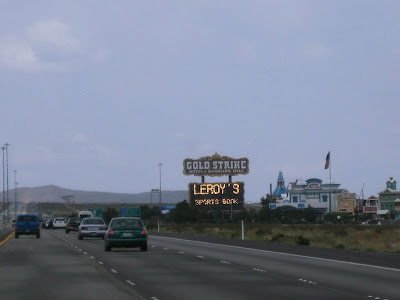 GOLD STRIKE
HOTEL & GAMBLING HALL
LEROY'S
SPORTS BOOK